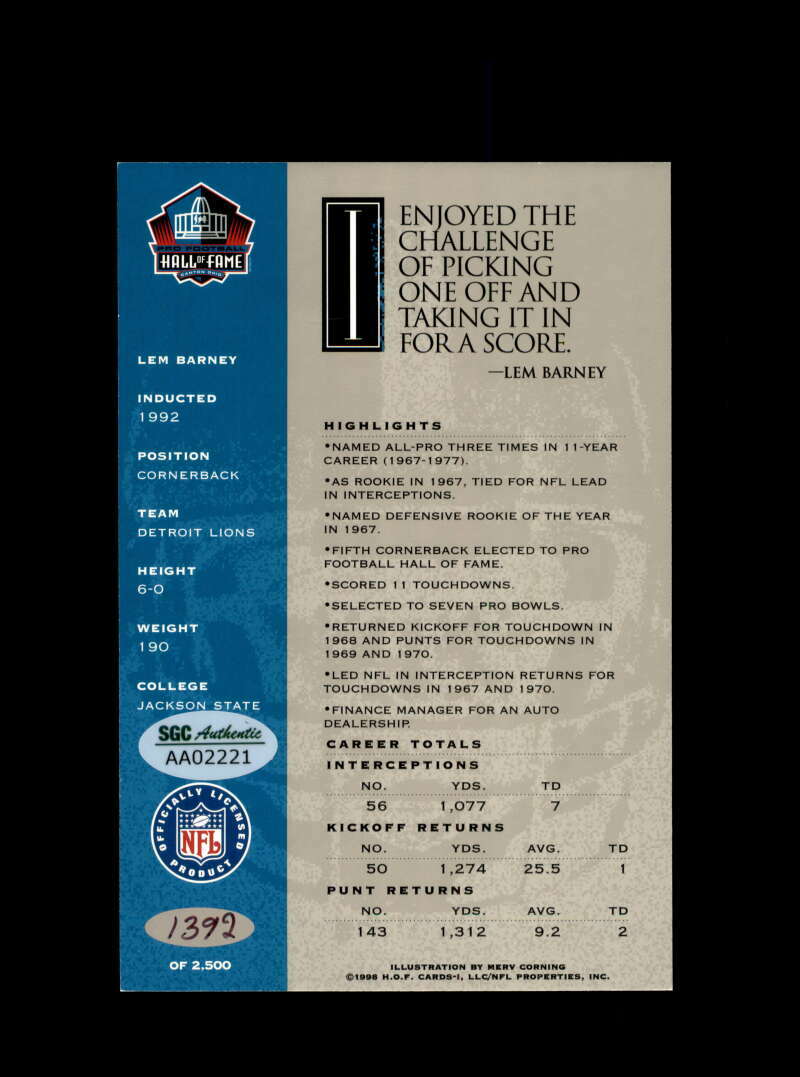 PRO FOOTBALL
HALL OF FAME
CANTON OHIO
LEM BARNEY
INDUCTED
1992
POSITION
CORNERBACK
TEAM
DETROIT LIONS
HEIGHT
6-0
WEIGHT
190
COLLEGE
JACKSON STATE
SGC Authentic
AA02221
OFFICIALLY LICENSED
NFL
PRODUCT
1392
OF 2,500
I ENJOYED THE
CHALLENGE
OF PICKING
ONE OFF AND
TAKING IT IN
FOR A SCORE.
—LEM BARNEY
HIGHLIGHTS
•NAMED ALL-PRO THREE TIMES IN 11-YEAR
CAREER (1967-1977).
•AS ROOKIE IN 1967, TIED FOR NFL LEAD
IN INTERCEPTIONS.
•NAMED DEFENSIVE ROOKIE OF THE YEAR
IN 1967.
•FIFTH CORNERBACK ELECTED TO PRO
FOOTBALL HALL OF FAME.
•SCORED 11 TOUCHDOWNS.
•SELECTED TO SEVEN PRO BOWLS.
•RETURNED KICKOFF FOR TOUCHDOWN IN
1968 AND PUNTS FOR TOUCHDOWNS IN
1969 AND 1970.
•LED NFL IN INTERCEPTION RETURNS FOR
TOUCHDOWNS IN 1967 AND 1970.
•FINANCE MANAGER FOR AN AUTO
DEALERSHIP.
CAREER TOTALS
INTERCEPTIONS
NO. YDS. TD
56 1,077 7
KICKOFF RETURNS
NO. YDS. AVG. TD
50 1,274 25.5 1
PUNT RETURNS
NO. YDS. AVG. TD
143 1,312 9.2 2
ILLUSTRATION BY MERV CORNING
©1998 H.O.F. CARDS-I, LLC/NFL PROPERTIES, INC.